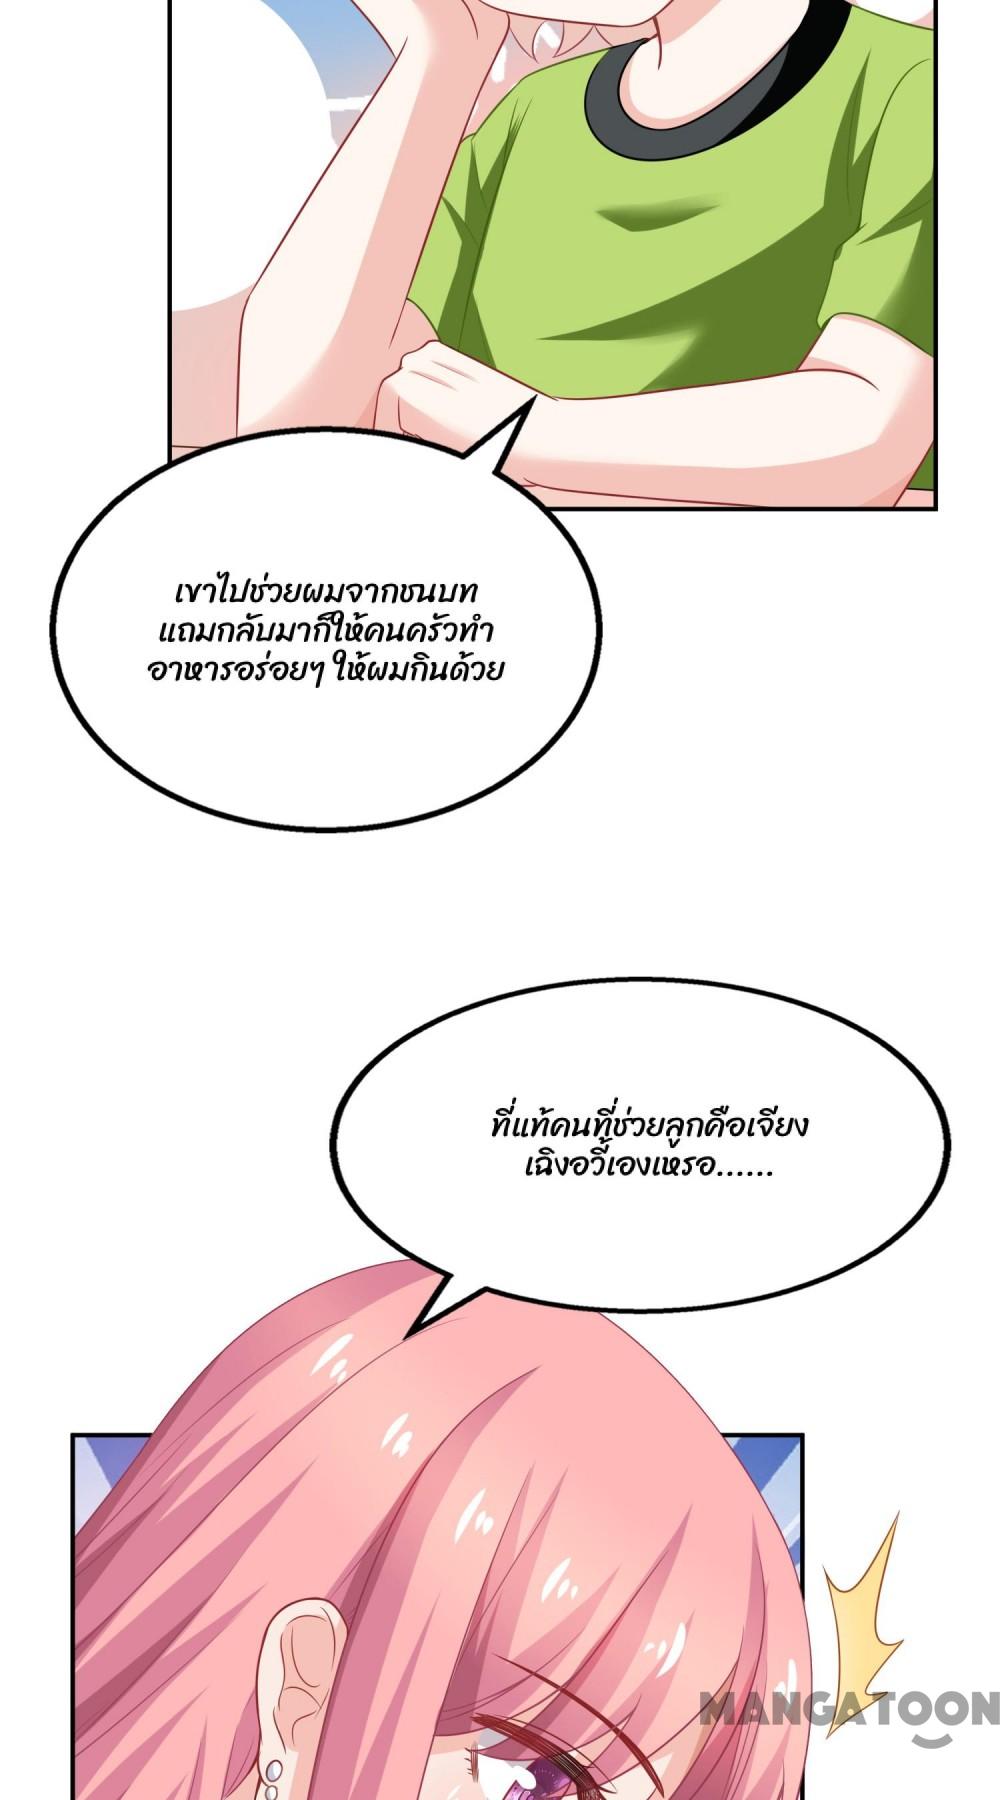 เขาไปช่วยผมจากชนบท
แถมกลับมาก็ให้คนครัวทำ
อาหารอร่อยๆ ให้ผมกินด้วย
ที่แท้คนที่ช่วยลูกคือเจียง
เฉิงอวี้เองเหรอ......
MANGATOON